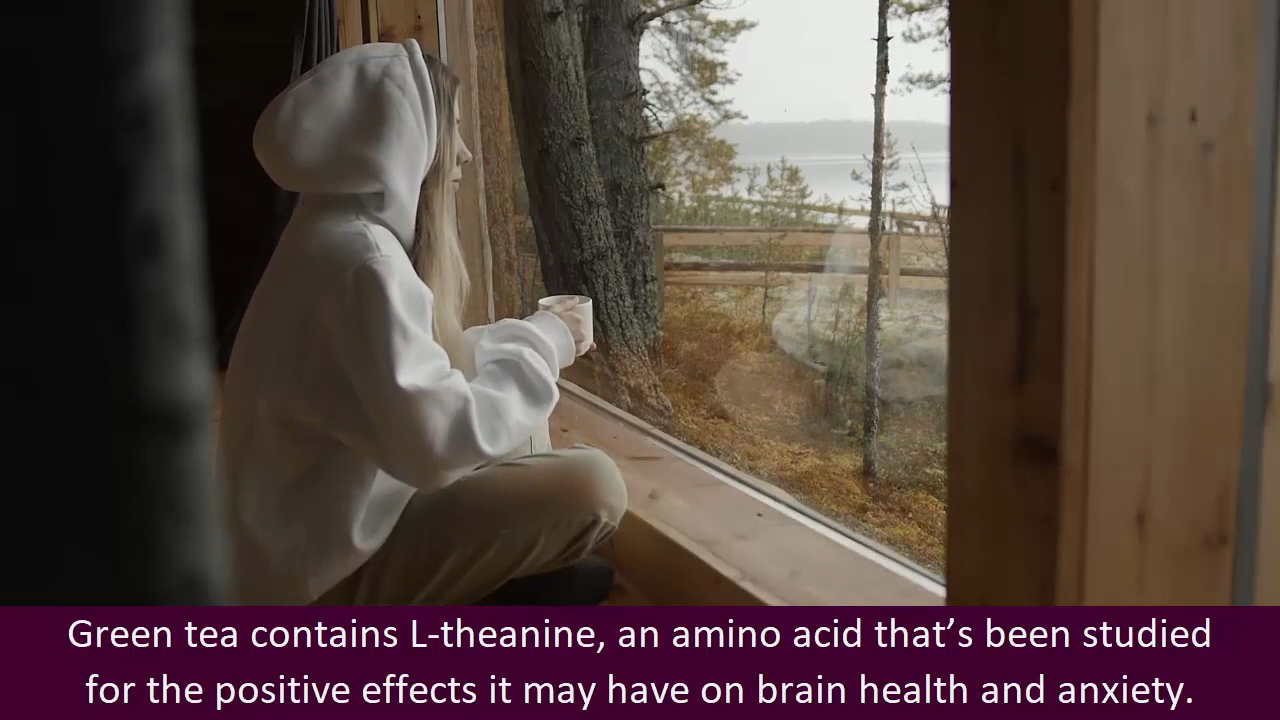 Green tea contains L-theanine, an amino acid that’s been studied
for the positive effects it may have on brain health and anxiety.